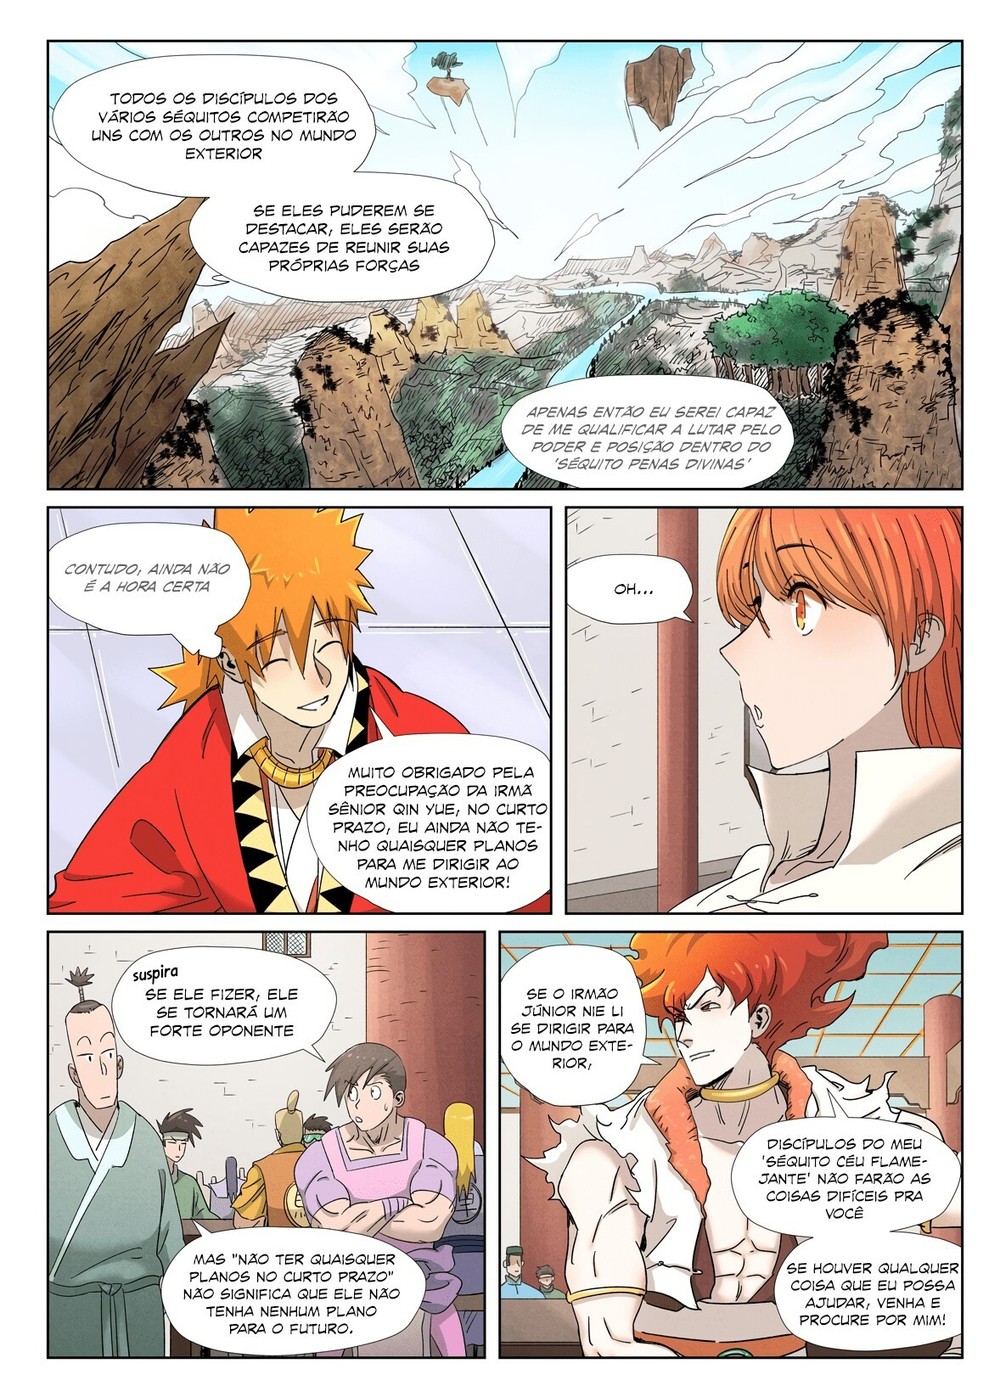 TODOS OS DISCÍPULOS DOS
VÁRIOS SÉQUITOS COMPETIRÃO
UNS COM OS OUTROS NO MUNDO
EXTERIOR
SE ELES PUDEREM SE
DESTACAR, ELES SERÃO
CAPAZES DE REUNIR SUAS
PRÓPRIAS FORÇAS
APENAS ENTÃO EU SEREI CAPAZ
DE ME QUALIFICAR A LUTAR PELO
PODER E POSIÇÃO DENTRO DO
'SÉQUITO PENAS DIVINAS'
CONTUDO, AINDA NÃO
É A HORA CERTA
MUITO OBRIGADO PELA
PREOCUPAÇÃO DA IRMÃ
SÊNIOR QIN YUE, NO CURTO
PRAZO, EU AINDA NÃO TE-
NHO QUAISQUER PLANOS
PARA ME DIRIGIR AO
MUNDO EXTERIOR!
OH...
suspira
SE ELE FIZER, ELE
SE TORNARÁ UM
FORTE OPONENTE
MAS "NÃO TER QUAISQUER
PLANOS NO CURTO PRAZO"
NÃO SIGNIFICA QUE ELE NÃO
TENHA NENHUM PLANO
PARA O FUTURO.
SE O IRMÃO
JÚNIOR NIE LI
SE DIRIGIR PARA
O MUNDO EXTE-
RIOR,
DISCÍPULOS DO MEU
'SÉQUITO CÉU FLAME-
JANTE' NÃO FARÃO AS
COISAS DIFÍCEIS PRA
VOCÊ
SE HOUVER QUALQUER
COISA QUE EU POSSA
AJUDAR, VENHA E
PROCURE POR MIM!